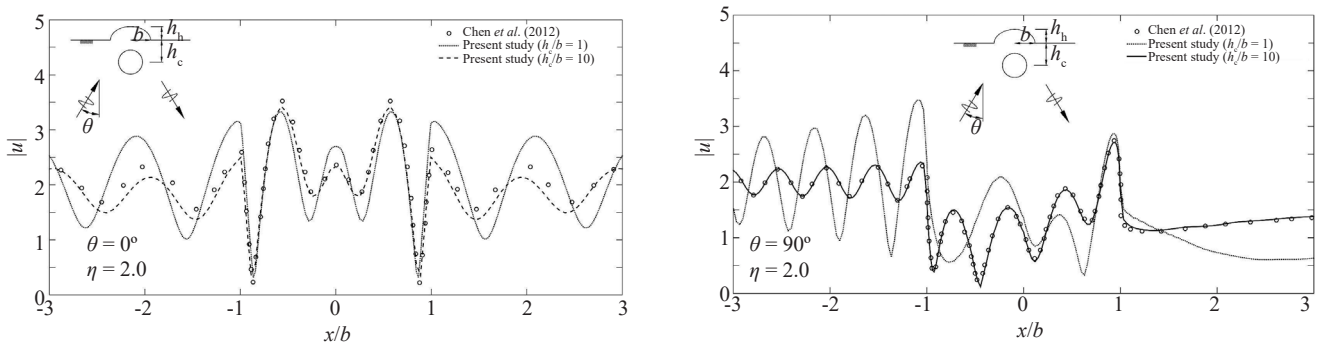 5
4
3
2
1
0
-3
-2
-1
0
1
2
3
|u|
x/b
b
h_h
h_c
θ
Chen et al. (2012)
Present study (h_c/b = 1)
Present study (h_c/b = 10)
θ = 0º
η = 2.0
5
4
3
2
1
0
-3
-2
-1
0
1
2
3
|u|
x/b
b
h_h
h_c
θ
Chen et al. (2012)
Present study (h_c/b = 1)
Present study (h_c/b = 10)
θ = 90º
η = 2.0